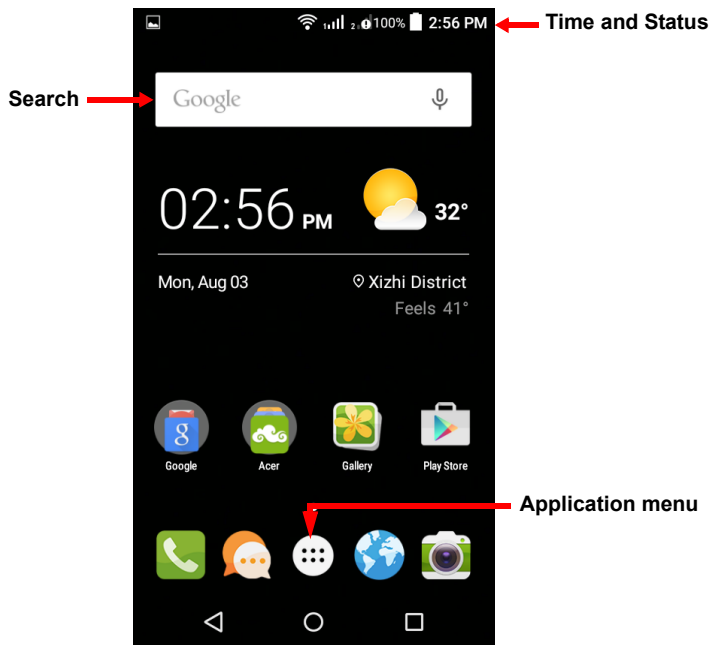 100% 2:56 PM
Time and Status
Search
Google
02:56 PM
32°
Mon, Aug 03
Xizhi District
Feels 41°
Google
Acer
Gallery
Play Store
Application menu